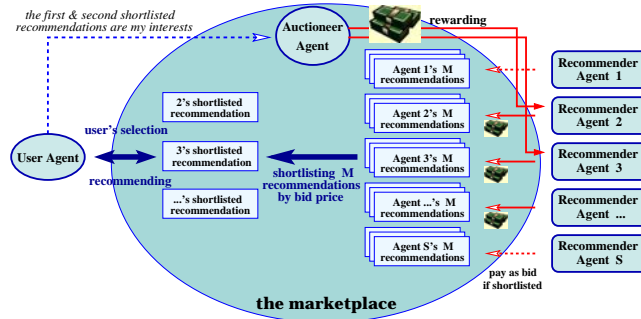 the first & second shortlisted
recommendations are my interests
Auctioneer
Agent
rewarding
Agent 1's M
recommendations
Recommender
Agent 1
2's shortlisted
recommendation
Agent 2's M
recommendations
Recommender
Agent 2
user's selection
User Agent
recommending
3's shortlisted
recommendation
shortlisting M
recommendations
by bid price
Agent 3's M
recommendations
Recommender
Agent 3
...'s shortlisted
recommendation
Agent ...'s M
recommendations
Recommender
Agent ...
Agent S's M
recommendations
Recommender
Agent S
pay as bid
if shortlisted
the marketplace